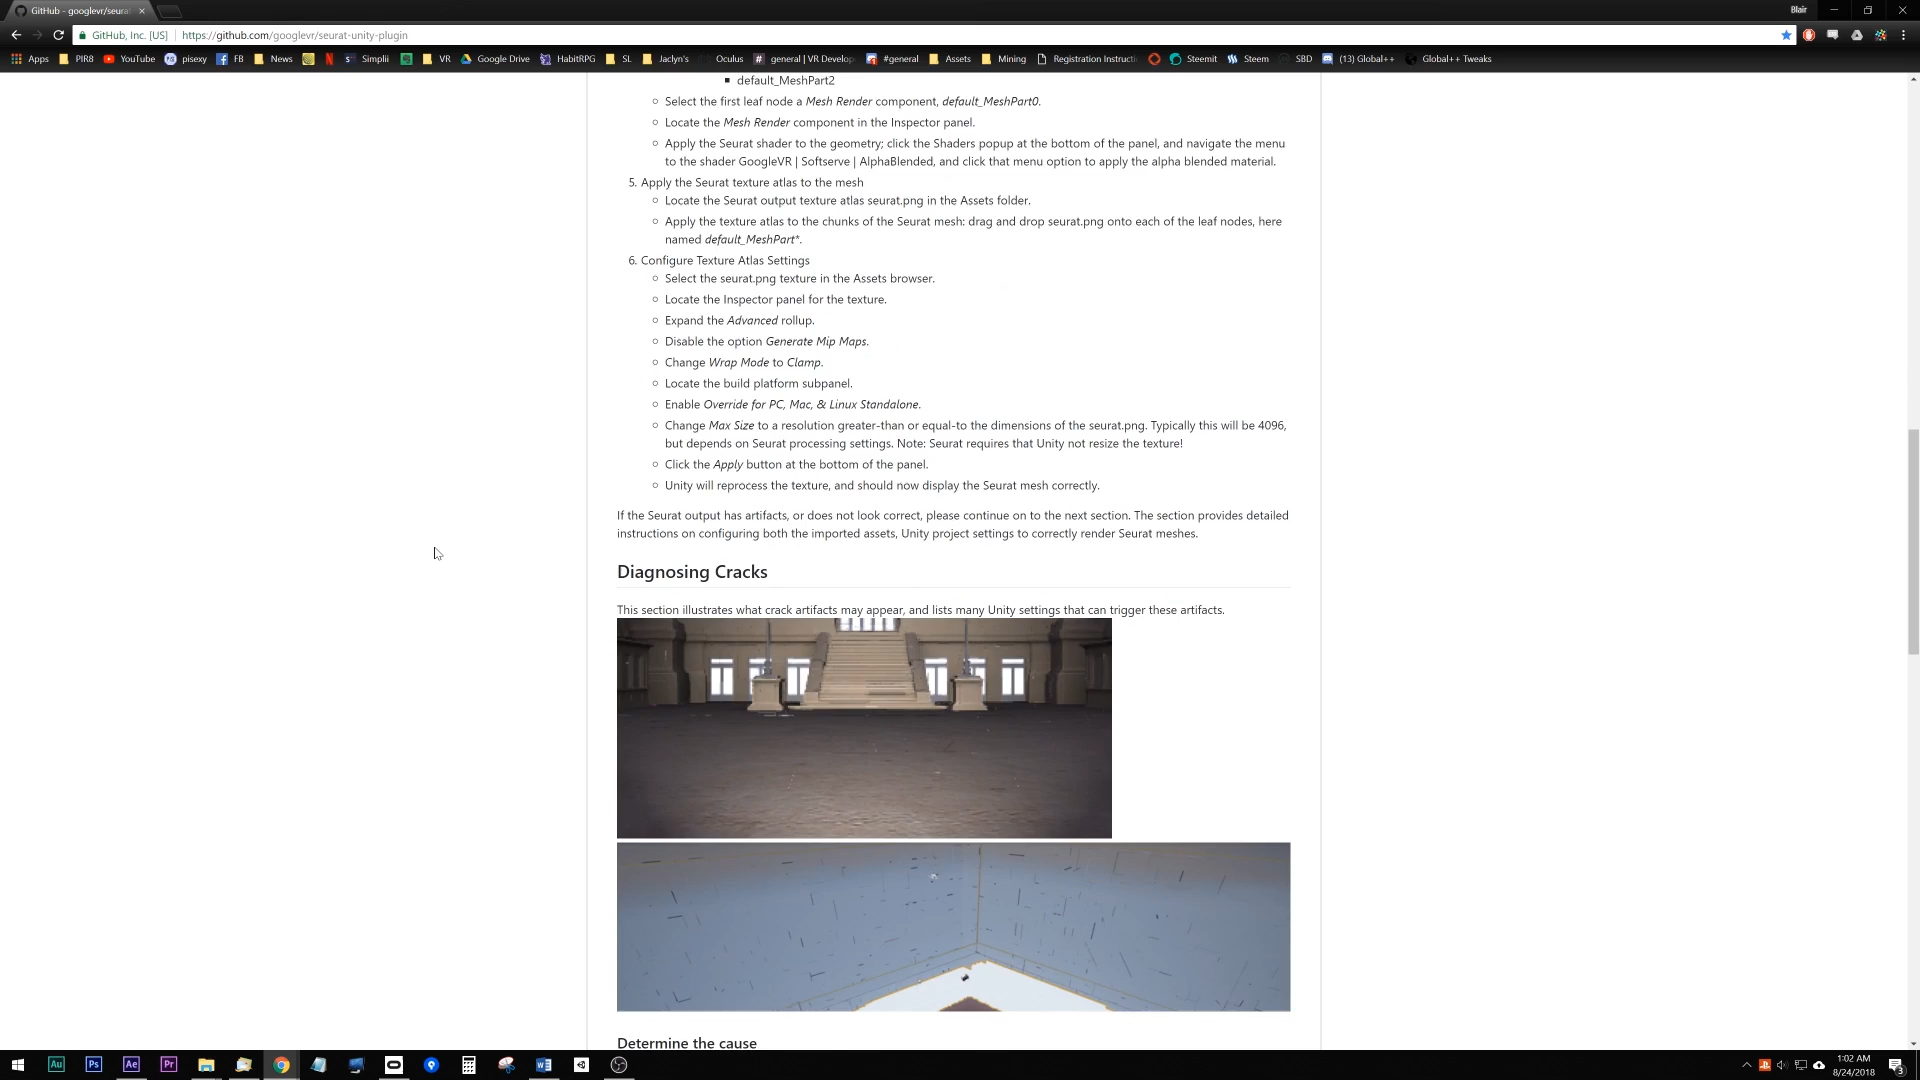 GitHub - googlevr/seurat
Blair
GitHub, Inc. [US]
https://github.com/googlevr/seurat-unity-plugin
Apps
PIR8
YouTube
pisexy
FB
News
Simplii
VR
Google Drive
HabitRPG
SL
Jaclyn's
Oculus
general | VR Develop
#general
Assets
Mining
Registration Instructi
Steemit
Steem
SBD
(13) Global++
Global++ Tweaks
default_MeshPart2
Select the first leaf node a Mesh Render component, default_MeshPart0.
Locate the Mesh Render component in the Inspector panel.
Apply the Seurat shader to the geometry; click the Shaders popup at the bottom of the panel, and navigate the menu
to the shader GoogleVR | Softserve | AlphaBlended, and click that menu option to apply the alpha blended material.
5. Apply the Seurat texture atlas to the mesh
Locate the Seurat output texture atlas seurat.png in the Assets folder.
Apply the texture atlas to the chunks of the Seurat mesh: drag and drop seurat.png onto each of the leaf nodes, here
named default_MeshPart*.
6. Configure Texture Atlas Settings
Select the seurat.png texture in the Assets browser.
Locate the Inspector panel for the texture.
Expand the Advanced rollup.
Disable the option Generate Mip Maps.
Change Wrap Mode to Clamp.
Locate the build platform subpanel.
Enable Override for PC, Mac, & Linux Standalone.
Change Max Size to a resolution greater-than or equal-to the dimensions of the seurat.png. Typically this will be 4096,
but depends on Seurat processing settings. Note: Seurat requires that Unity not resize the texture!
Click the Apply button at the bottom of the panel.
Unity will reprocess the texture, and should now display the Seurat mesh correctly.
If the Seurat output has artifacts, or does not look correct, please continue on to the next section. The section provides detailed
instructions on configuring both the imported assets, Unity project settings to correctly render Seurat meshes.
Diagnosing Cracks
This section illustrates what crack artifacts may appear, and lists many Unity settings that can trigger these artifacts.
Determine the cause
Au
Ps
Ae
Pr
1:02 AM
8/24/2018
3